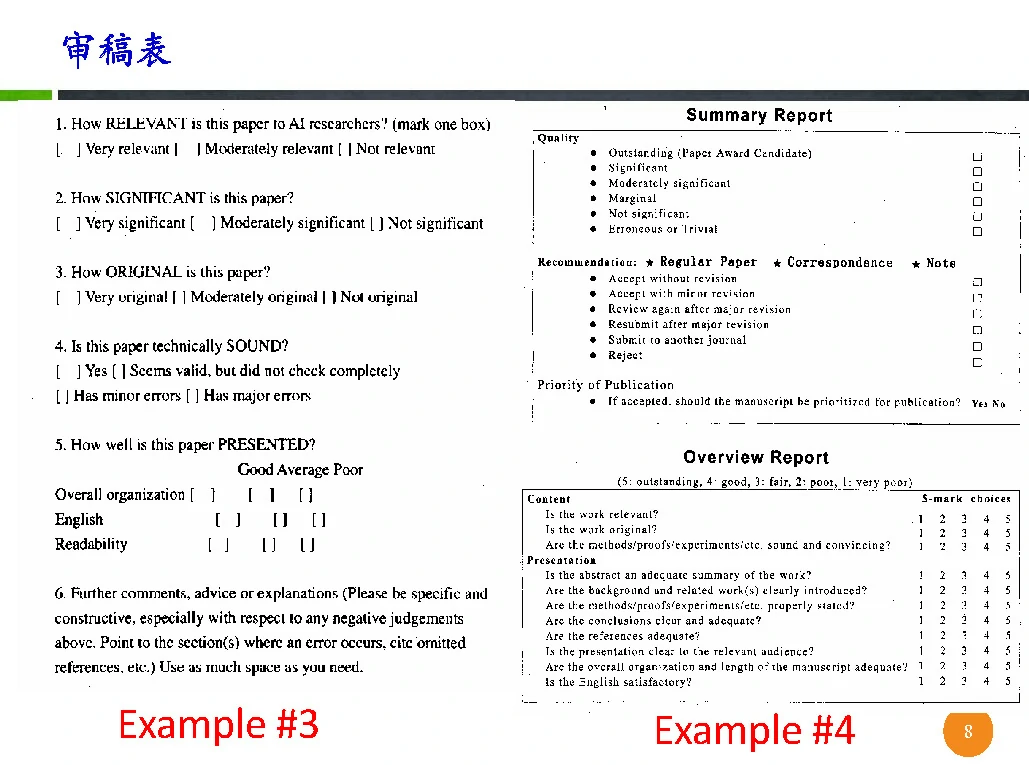 审稿表
1. How RELEVANT is this paper to AI researchers? (mark one box)
[ ] Very relevant [ ] Moderately relevant [ ] Not relevant
2. How SIGNIFICANT is this paper?
[ ] Very significant [ ] Moderately significant [ ] Not significant
3. How ORIGINAL is this paper?
[ ] Very original [ ] Moderately original [ ] Not original
4. Is this paper technically SOUND?
[ ] Yes [ ] Seems valid, but did not check completely
[ ] Has minor errors [ ] Has major errors
5. How well is this paper PRESENTED?
Good Average Poor
Overall organization [ ] [ ] [ ]
English [ ] [ ] [ ]
Readability [ ] [ ] [ ]
6. Further comments, advice or explanations (Please be specific and
constructive, especially with respect to any negative judgements
above. Point to the section(s) where an error occurs, cite omitted
references, etc.) Use as much space as you need.
Example #3
Summary Report
Quality
● Outstanding (Paper Award Candidate) □
● Significant □
● Moderately significant □
● Marginal □
● Not significant □
● Erroneous or Trivial □
Recommendation: ★ Regular Paper ★ Correspondence ★ Note
● Accept without revision □
● Accept with minor revision □
● Review again after major revision □
● Resubmit after major revision □
● Submit to another journal □
● Reject □
Priority of Publication
● If accepted, should the manuscript be prioritized for publication? Yes No
Overview Report
(5: outstanding, 4: good, 3: fair, 2: poor, 1: very poor)
Content 5-mark choices
Is the work relevant? 1 2 3 4 5
Is the work original? 1 2 3 4 5
Are the methods/proofs/experiments/etc. sound and convincing? 1 2 3 4 5
Presentation
Is the abstract an adequate summary of the work? 1 2 3 4 5
Are the background and related work(s) clearly introduced? 1 2 3 4 5
Are the methods/proofs/experiments/etc. properly stated? 1 2 3 4 5
Are the conclusions clear and adequate? 1 2 3 4 5
Are the references adequate? 1 2 3 4 5
Is the presentation clear to the relevant audience? 1 2 3 4 5
Are the overall organization and length of the manuscript adequate? 1 2 3 4 5
Is the English satisfactory? 1 2 3 4 5
Example #4
8